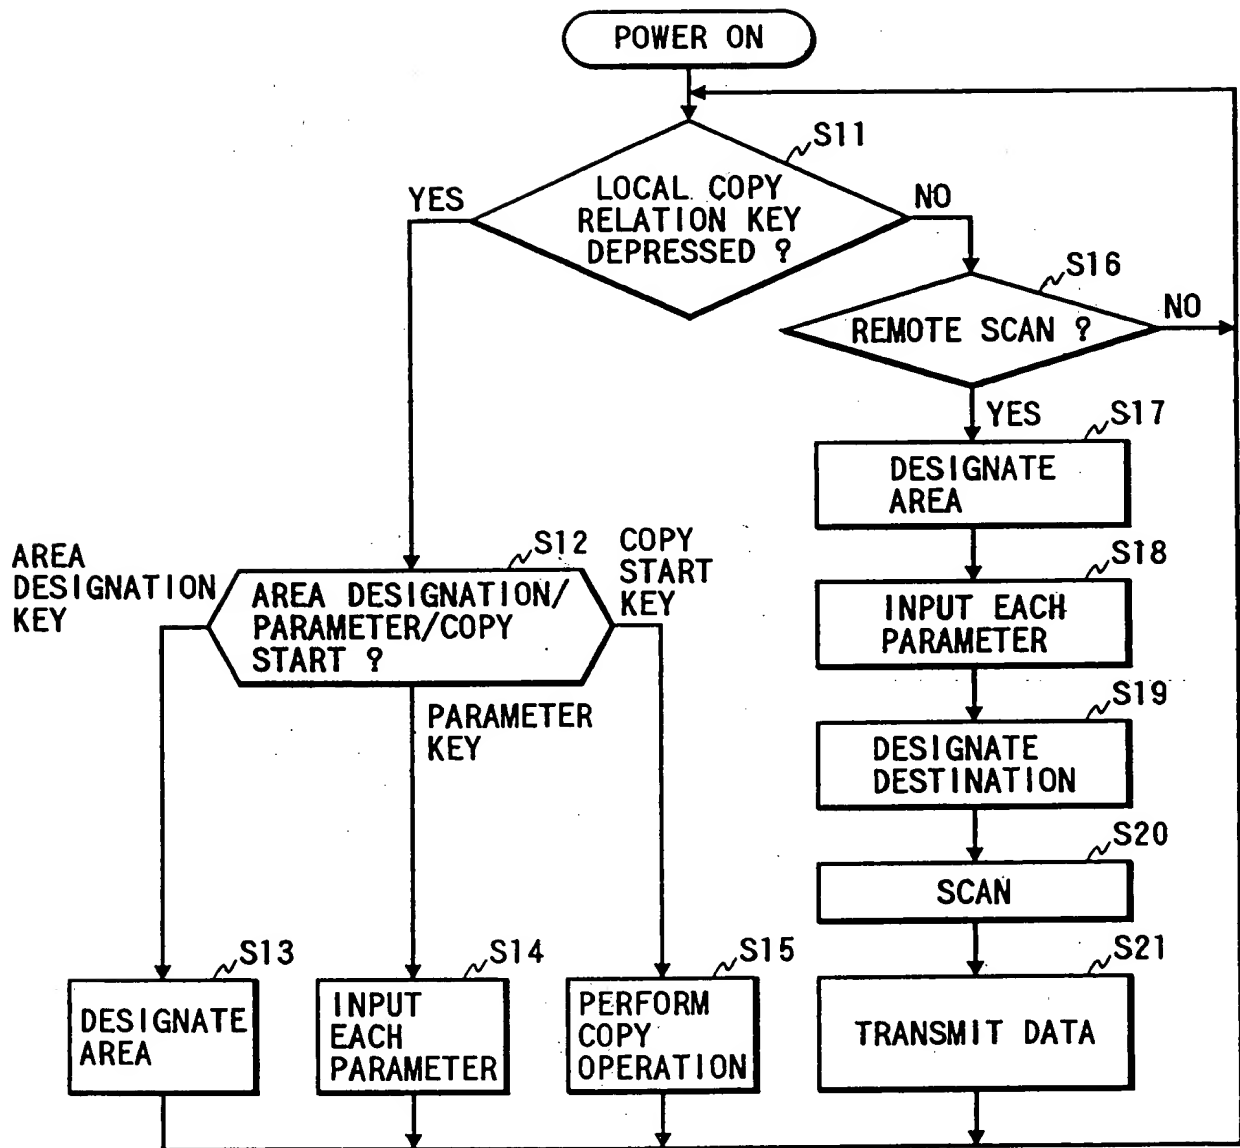 POWER ON
S11
LOCAL COPY
RELATION KEY
DEPRESSED ?
YES
NO
S16
REMOTE SCAN ?
NO
YES
S17
DESIGNATE
AREA
S18
INPUT EACH
PARAMETER
S19
DESIGNATE
DESTINATION
S20
SCAN
S21
TRANSMIT DATA
S12
AREA DESIGNATION/
PARAMETER/COPY
START ?
AREA
DESIGNATION
KEY
PARAMETER
KEY
COPY
START
KEY
S13
DESIGNATE
AREA
S14
INPUT
EACH
PARAMETER
S15
PERFORM
COPY
OPERATION